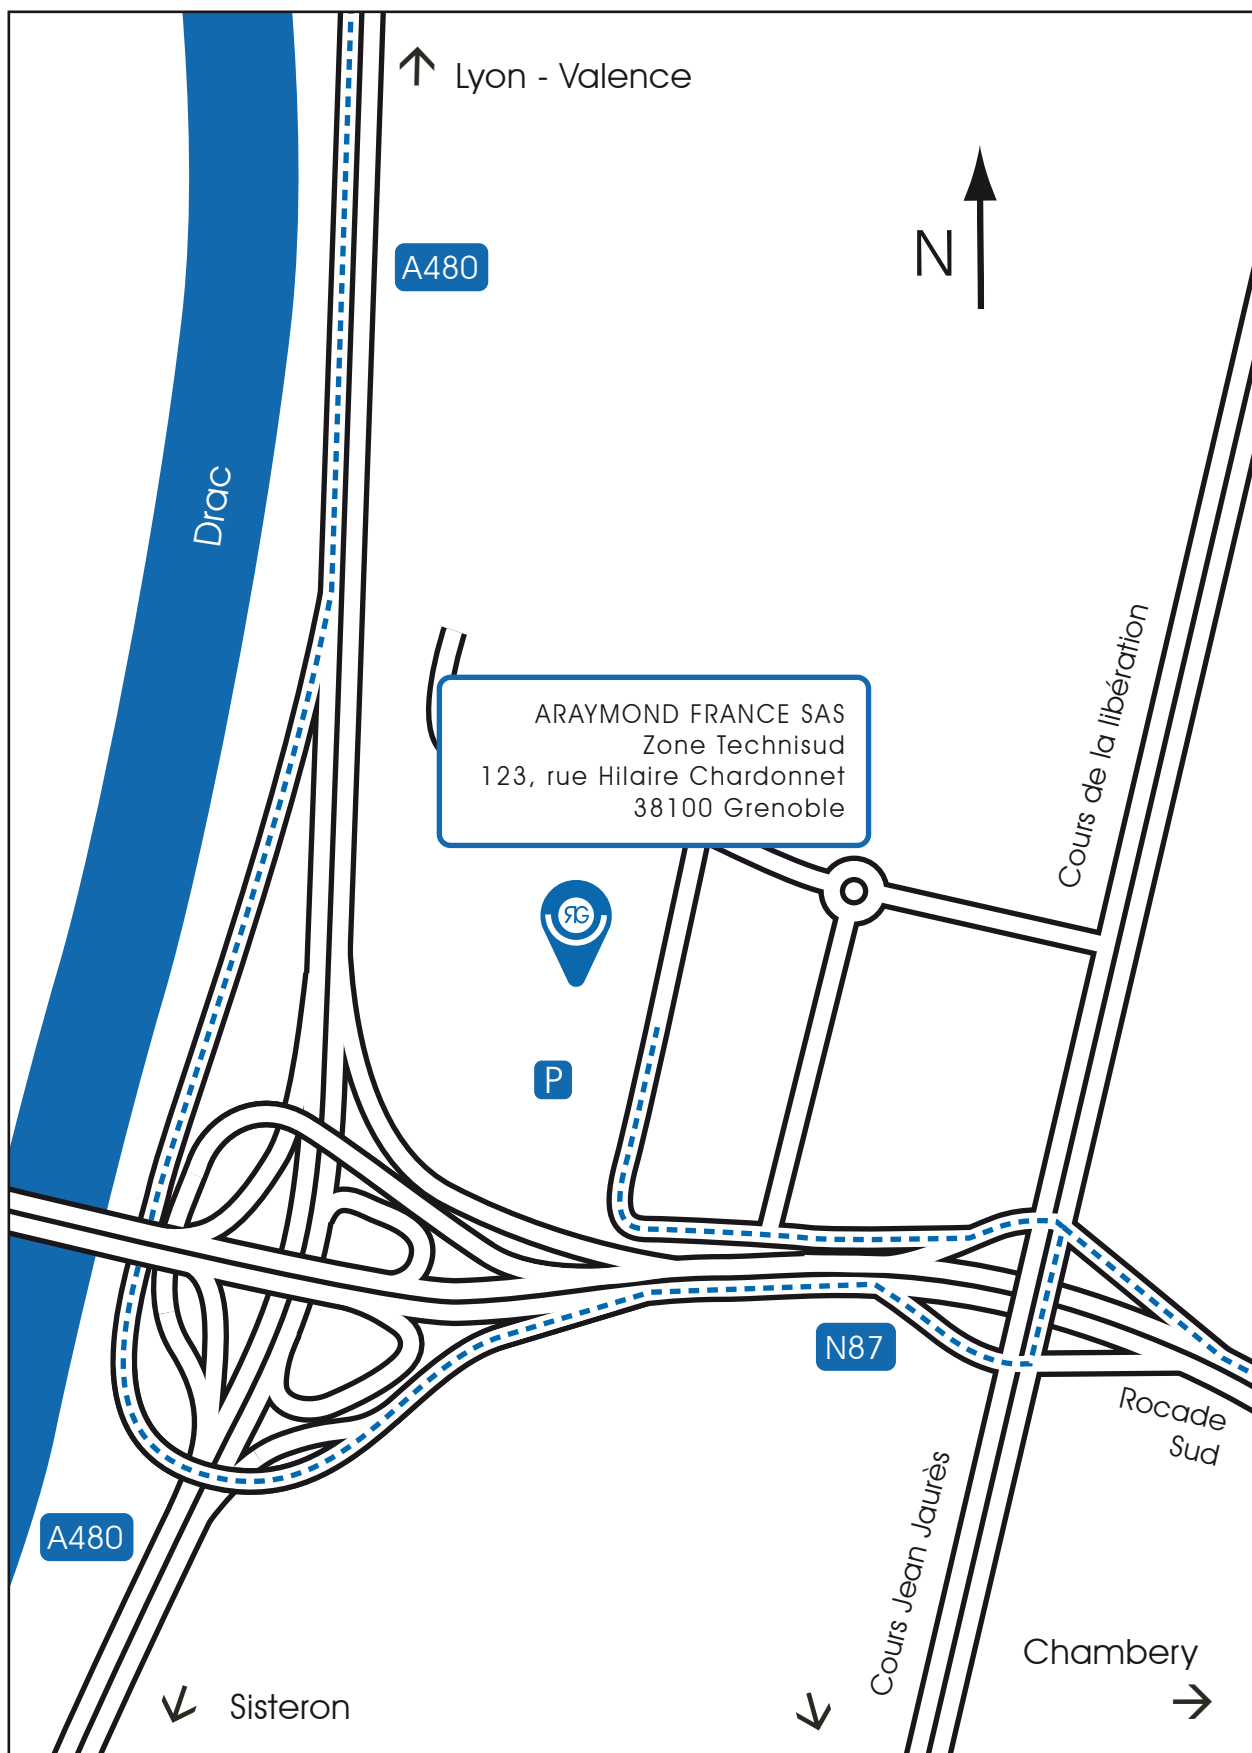 Lyon - Valence
N
A480
Drac
Cours de la libération
ARAYMOND FRANCE SAS
Zone Technisud
123, rue Hilaire Chardonnet
38100 Grenoble
RG
P
N87
Rocade
Sud
Cours Jean Jaurès
A480
Chambery
Sisteron